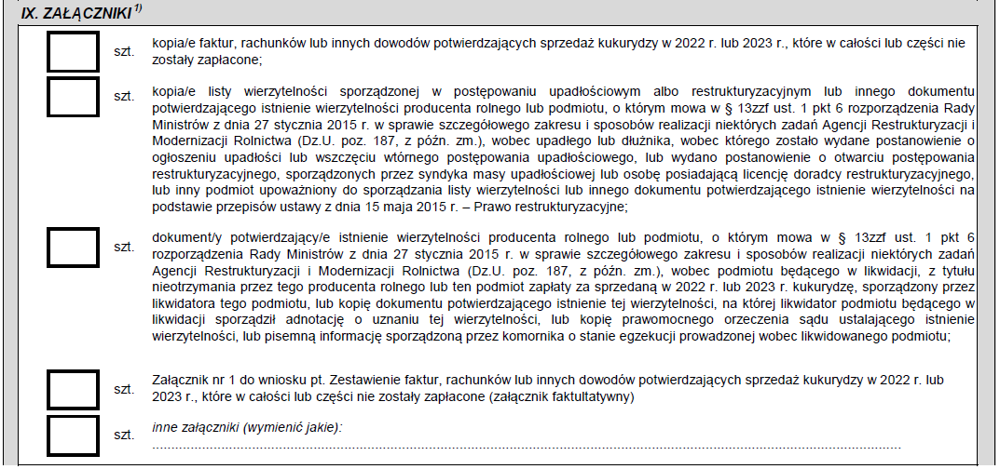 IX. ZAŁĄCZNIKI 1)
szt. kopia/e faktur, rachunków lub innych dowodów potwierdzających sprzedaż kukurydzy w 2022 r. lub 2023 r., które w całości lub części nie
zostały zapłacone;
szt. kopia/e listy wierzytelności sporządzonej w postępowaniu upadłościowym albo restrukturyzacyjnym lub innego dokumentu
potwierdzającego istnienie wierzytelności producenta rolnego lub podmiotu, o którym mowa w § 13zzf ust. 1 pkt 6 rozporządzenia Rady
Ministrów z dnia 27 stycznia 2015 r. w sprawie szczegółowego zakresu i sposobów realizacji niektórych zadań Agencji Restrukturyzacji i
Modernizacji Rolnictwa (Dz.U. poz. 187, z późn. zm.), wobec upadłego lub dłużnika, wobec którego zostało wydane postanowienie o
ogłoszeniu upadłości lub wszczęciu wtórnego postępowania upadłościowego, lub wydano postanowienie o otwarciu postępowania
restrukturyzacyjnego, sporządzonych przez syndyka masy upadłościowej lub osobę posiadającą licencję doradcy restrukturyzacyjnego,
lub inny podmiot upoważniony do sporządzania listy wierzytelności lub innego dokumentu potwierdzającego istnienie wierzytelności na
podstawie przepisów ustawy z dnia 15 maja 2015 r. – Prawo restrukturyzacyjne;
szt. dokument/y potwierdzający/e istnienie wierzytelności producenta rolnego lub podmiotu, o którym mowa w § 13zzf ust. 1 pkt 6
rozporządzenia Rady Ministrów z dnia 27 stycznia 2015 r. w sprawie szczegółowego zakresu i sposobów realizacji niektórych zadań
Agencji Restrukturyzacji i Modernizacji Rolnictwa (Dz.U. poz. 187, z późn. zm.), wobec podmiotu będącego w likwidacji, z tytułu
nieotrzymania przez tego producenta rolnego lub ten podmiot zapłaty za sprzedaną w 2022 r. lub 2023 r. kukurydzę, sporządzony przez
likwidatora tego podmiotu, lub kopię dokumentu potwierdzającego istnienie tej wierzytelności, na której likwidator podmiotu będącego w
likwidacji sporządził adnotację o uznaniu tej wierzytelności, lub kopię prawomocnego orzeczenia sądu ustalającego istnienie
wierzytelności, lub pisemną informację sporządzoną przez komornika o stanie egzekucji prowadzonej wobec likwidowanego podmiotu;
szt. Załącznik nr 1 do wniosku pt. Zestawienie faktur, rachunków lub innych dowodów potwierdzających sprzedaż kukurydzy w 2022 r. lub
2023 r., które w całości lub części nie zostały zapłacone (załącznik fakultatywny)
szt. inne załączniki (wymienić jakie):
................................................................................................................................................................